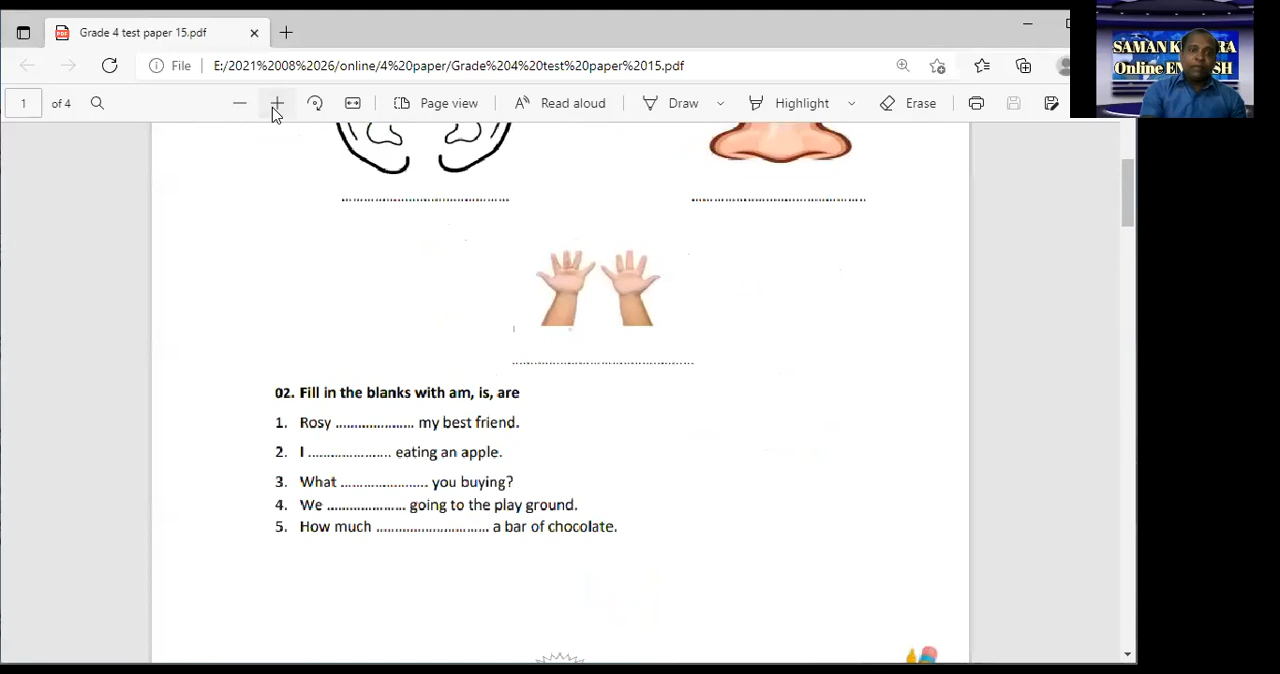 Grade 4 test paper 15.pdf
File E:/2021%2008%2026/online/4%20paper/Grade%204%20test%20paper%2015.pdf
1 of 4 Page view Read aloud Draw Highlight Erase
SAMAN K
Online EN
02. Fill in the blanks with am, is, are
1. Rosy ..................... my best friend.
2. I ...................... eating an apple.
3. What ....................... you buying?
4. We ..................... going to the play ground.
5. How much .............................. a bar of chocolate.